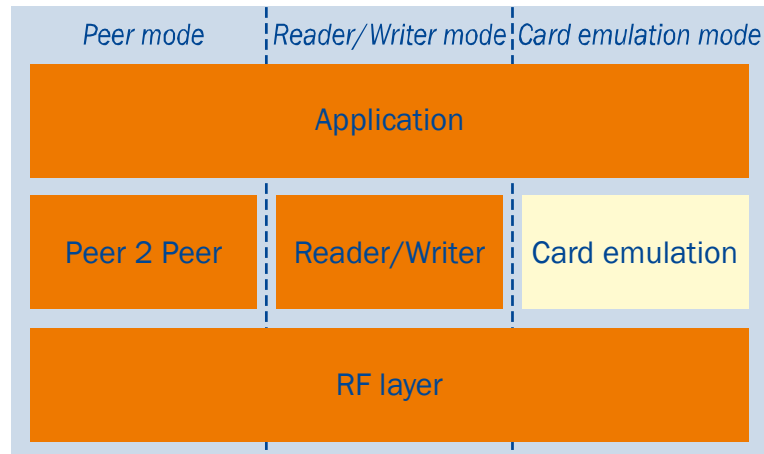 Peer mode
Reader/Writer mode
Card emulation mode
Application
Peer 2 Peer
Reader/Writer
Card emulation
RF layer